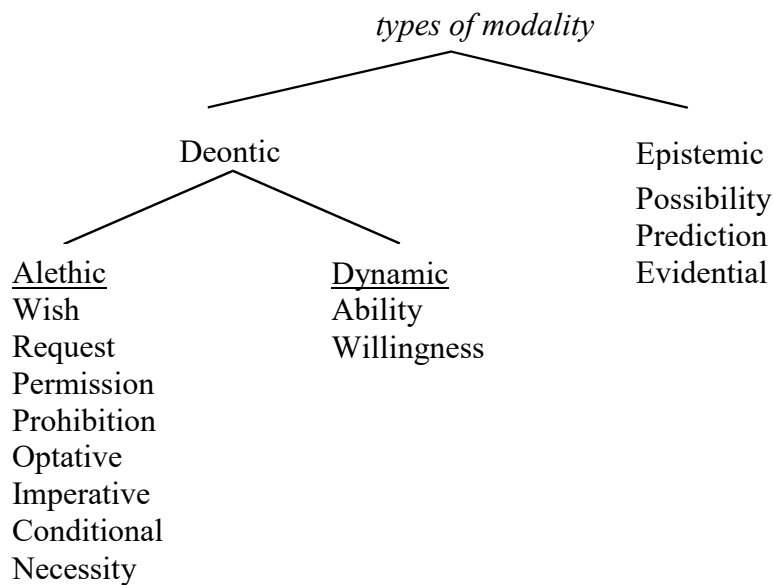 types of modality
Deontic
Epistemic
Possibility
Prediction
Evidential
Alethic
Wish
Request
Permission
Prohibition
Optative
Imperative
Conditional
Necessity
Dynamic
Ability
Willingness